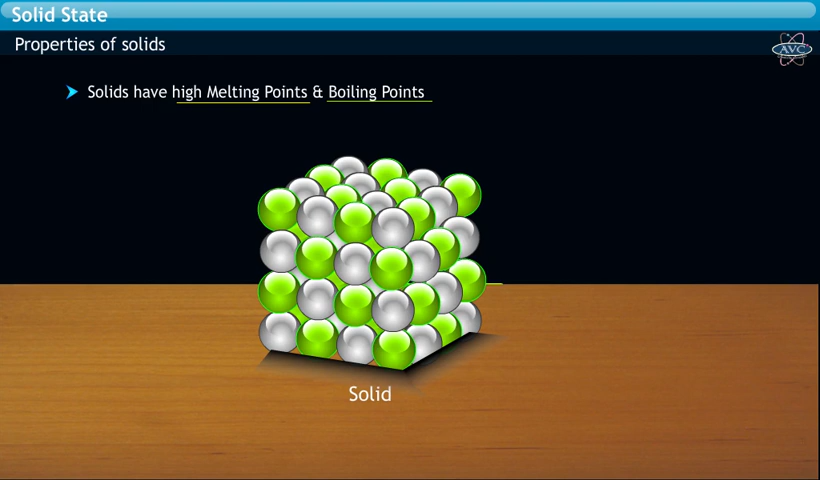 Solid State
Properties of solids
AVC
Solids have high Melting Points & Boiling Points
Solid